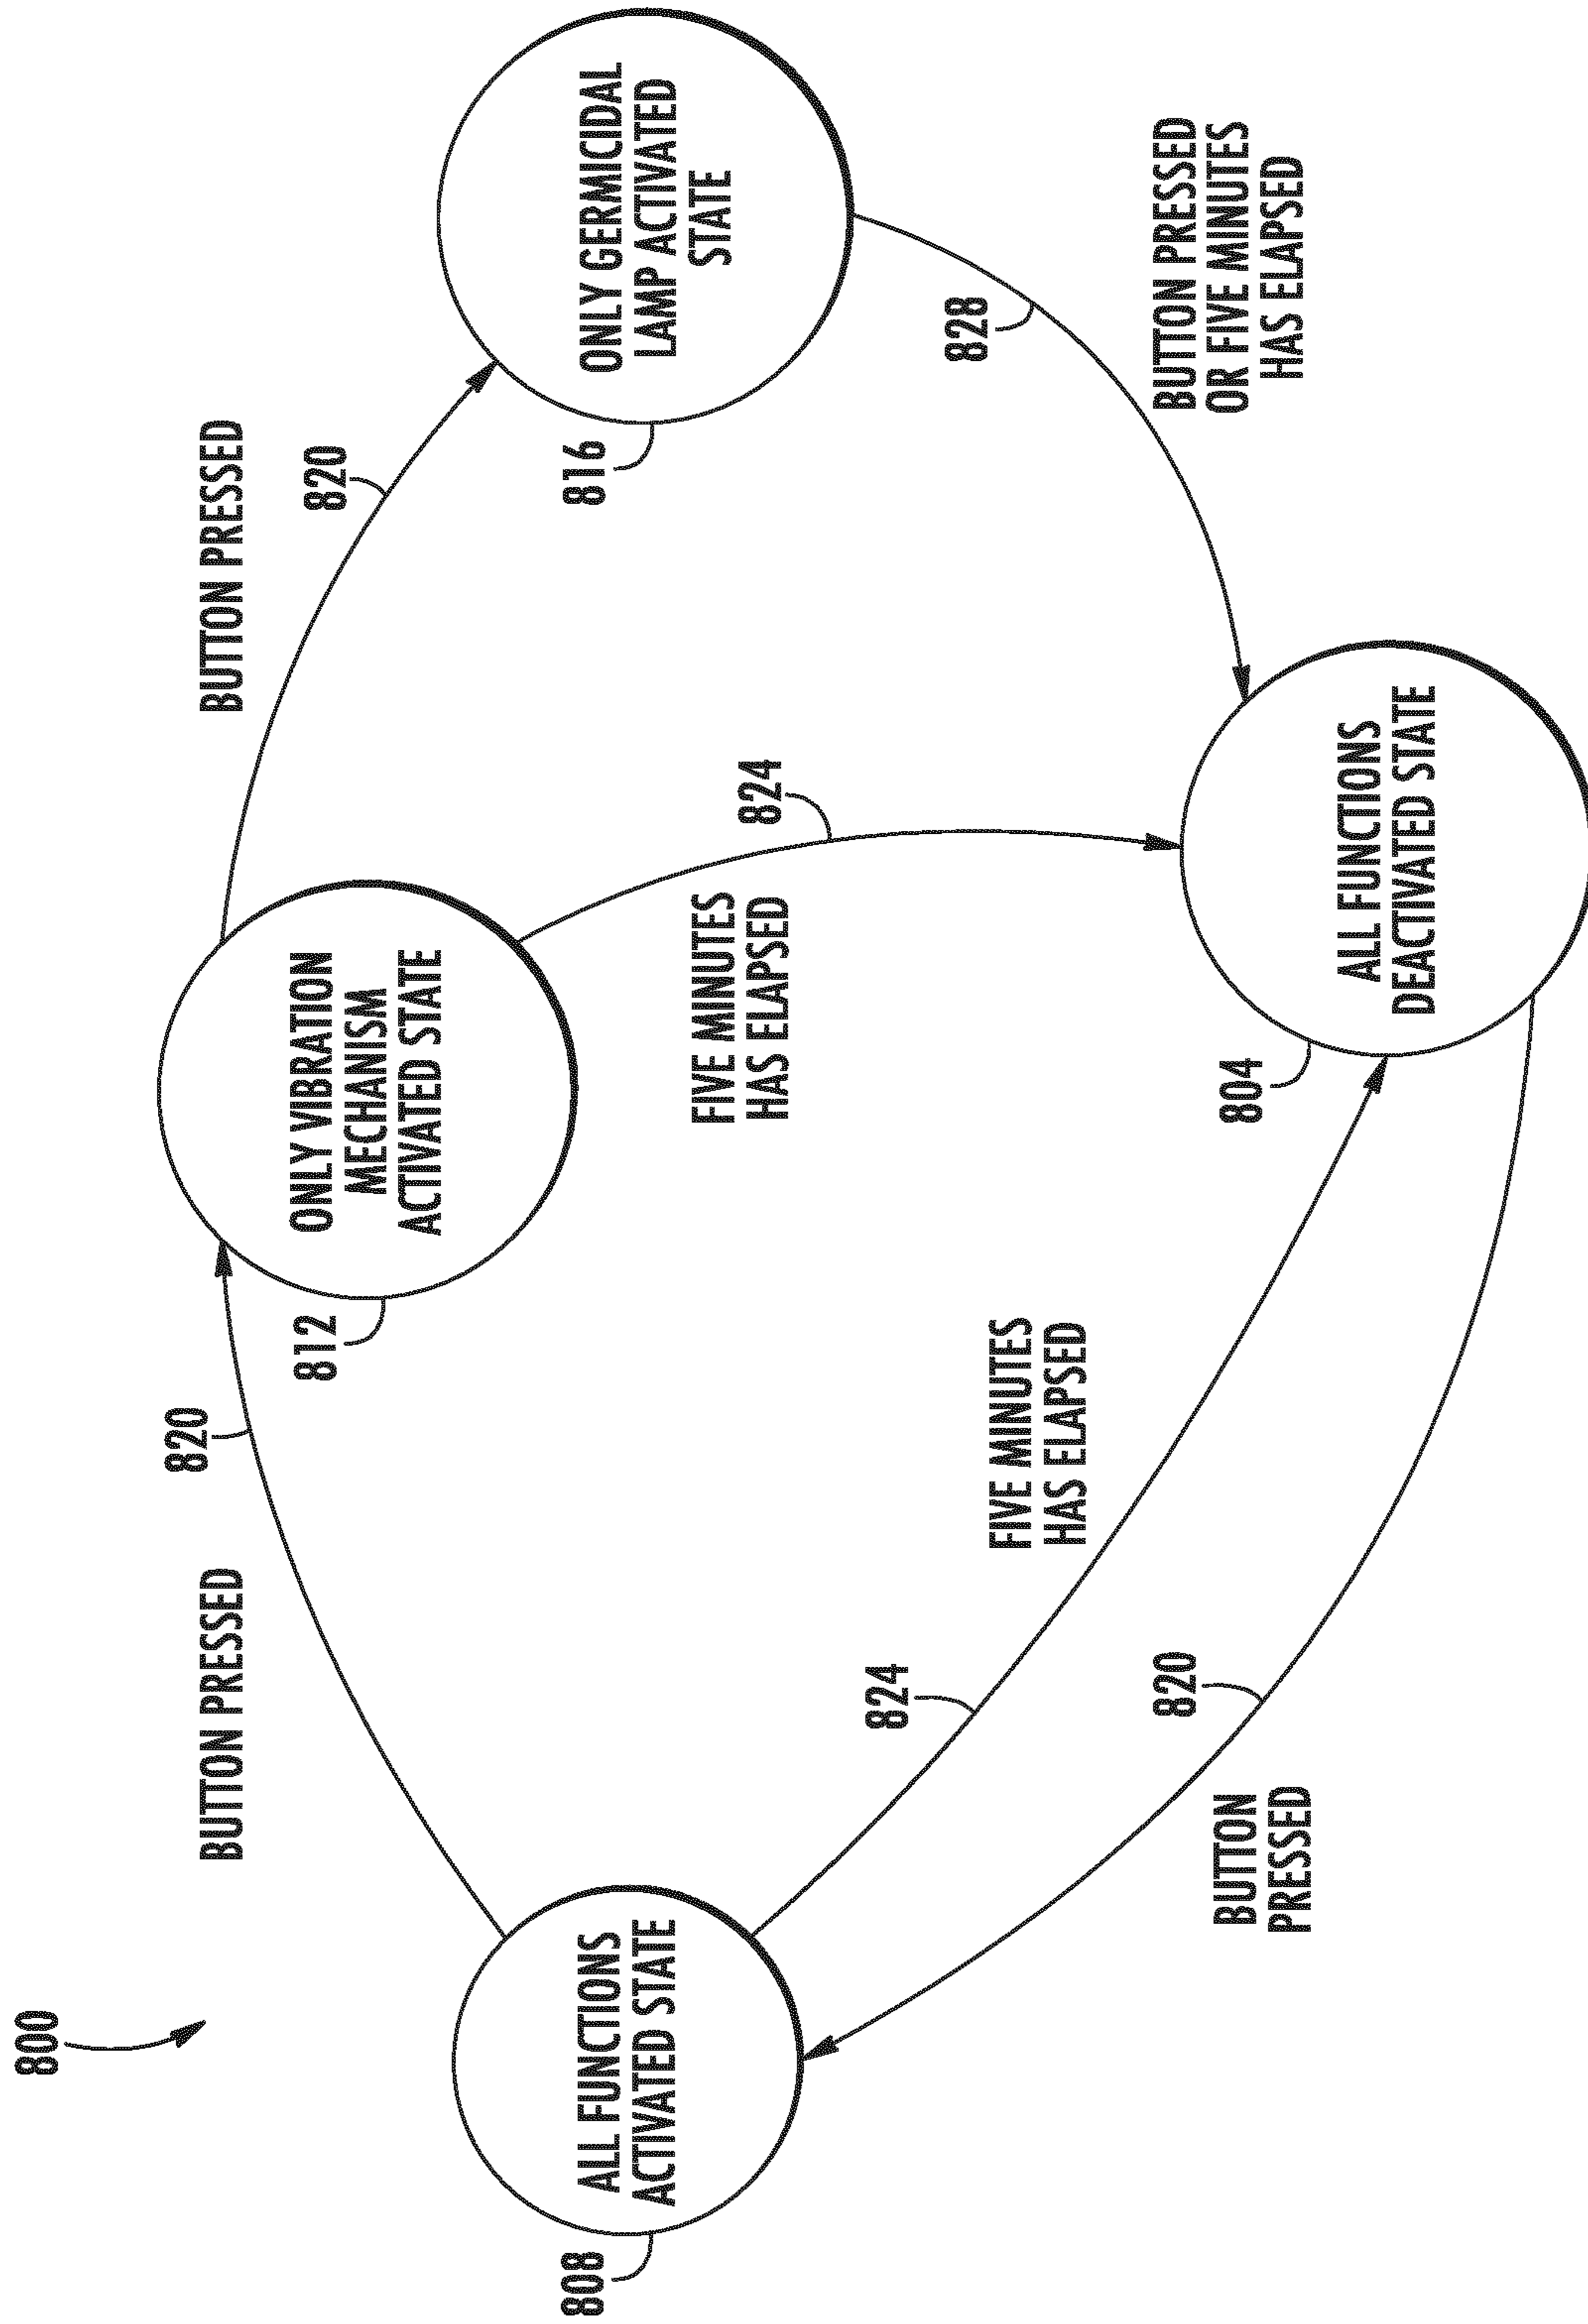 800
BUTTON PRESSED
820
BUTTON PRESSED
820
812
ONLY VIBRATION
MECHANISM
ACTIVATED STATE
808
ALL FUNCTIONS
ACTIVATED STATE
816
ONLY GERMICIDAL
LAMP ACTIVATED
STATE
FIVE MINUTES
HAS ELAPSED
824
824
FIVE MINUTES
HAS ELAPSED
828
BUTTON PRESSED
OR FIVE MINUTES
HAS ELAPSED
820
BUTTON
PRESSED
804
ALL FUNCTIONS
DEACTIVATED STATE